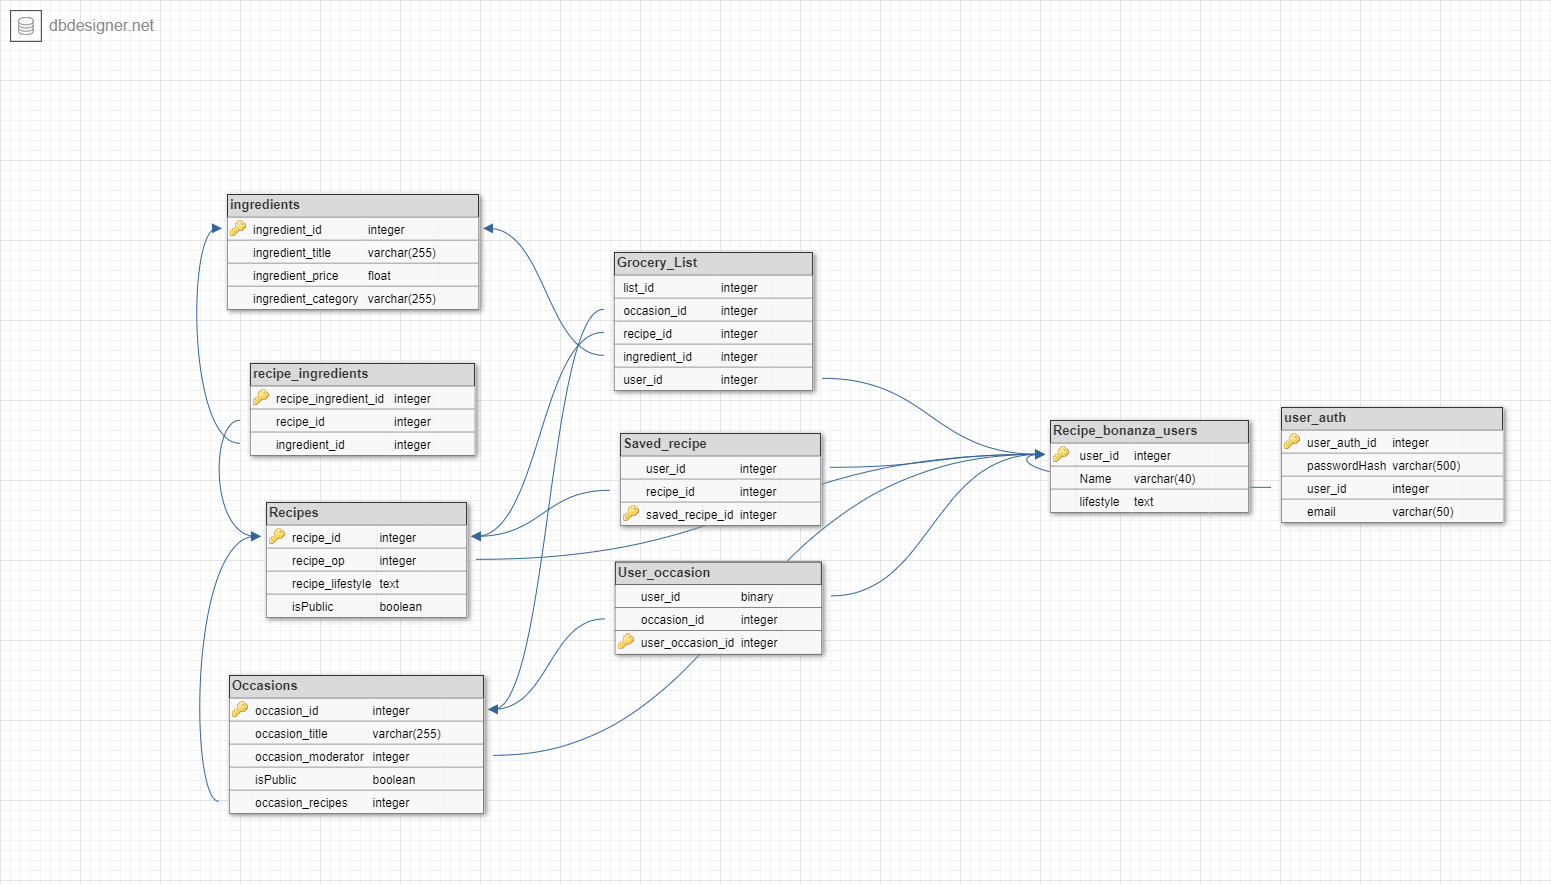 dbdesigner.net
ingredients
ingredient_id integer
ingredient_title varchar(255)
ingredient_price float
ingredient_category varchar(255)
recipe_ingredients
recipe_ingredient_id integer
recipe_id integer
ingredient_id integer
Recipes
recipe_id integer
recipe_op integer
recipe_lifestyle text
isPublic boolean
Occasions
occasion_id integer
occasion_title varchar(255)
occasion_moderator integer
isPublic boolean
occasion_recipes integer
Grocery_List
list_id integer
occasion_id integer
recipe_id integer
ingredient_id integer
user_id integer
Saved_recipe
user_id integer
recipe_id integer
saved_recipe_id integer
User_occasion
user_id binary
occasion_id integer
user_occasion_id integer
Recipe_bonanza_users
user_id integer
Name varchar(40)
lifestyle text
user_auth
user_auth_id integer
passwordHash varchar(500)
user_id integer
email varchar(50)